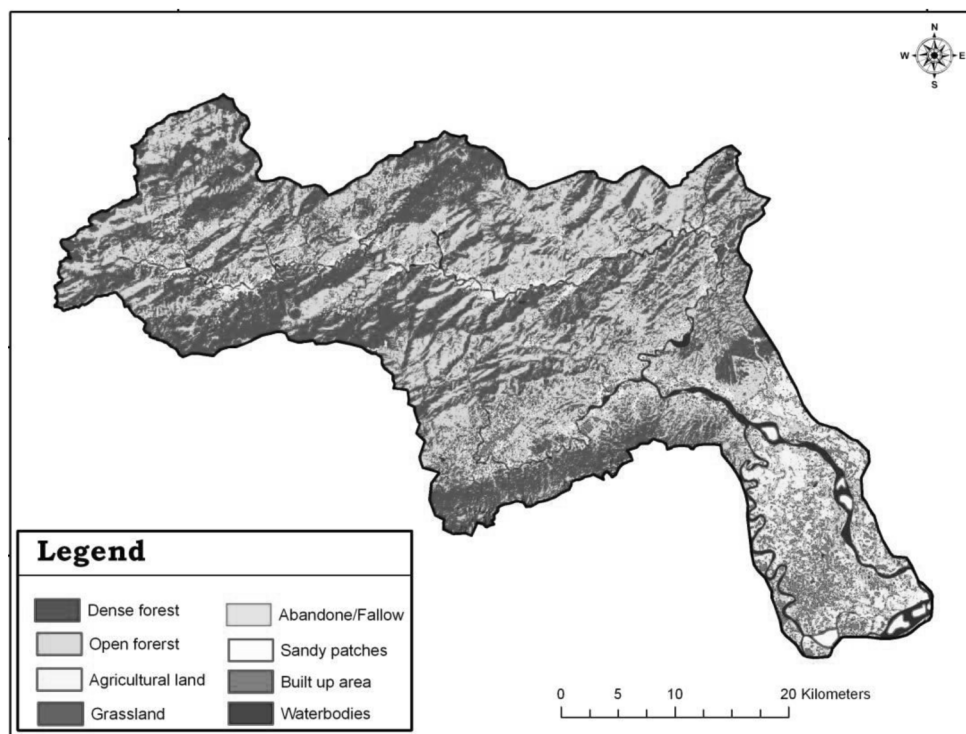 N
W E
S
Legend
Dense forest
Open forerst
Agricultural land
Grassland
Abandone/Fallow
Sandy patches
Built up area
Waterbodies
0 5 10 20 Kilometers